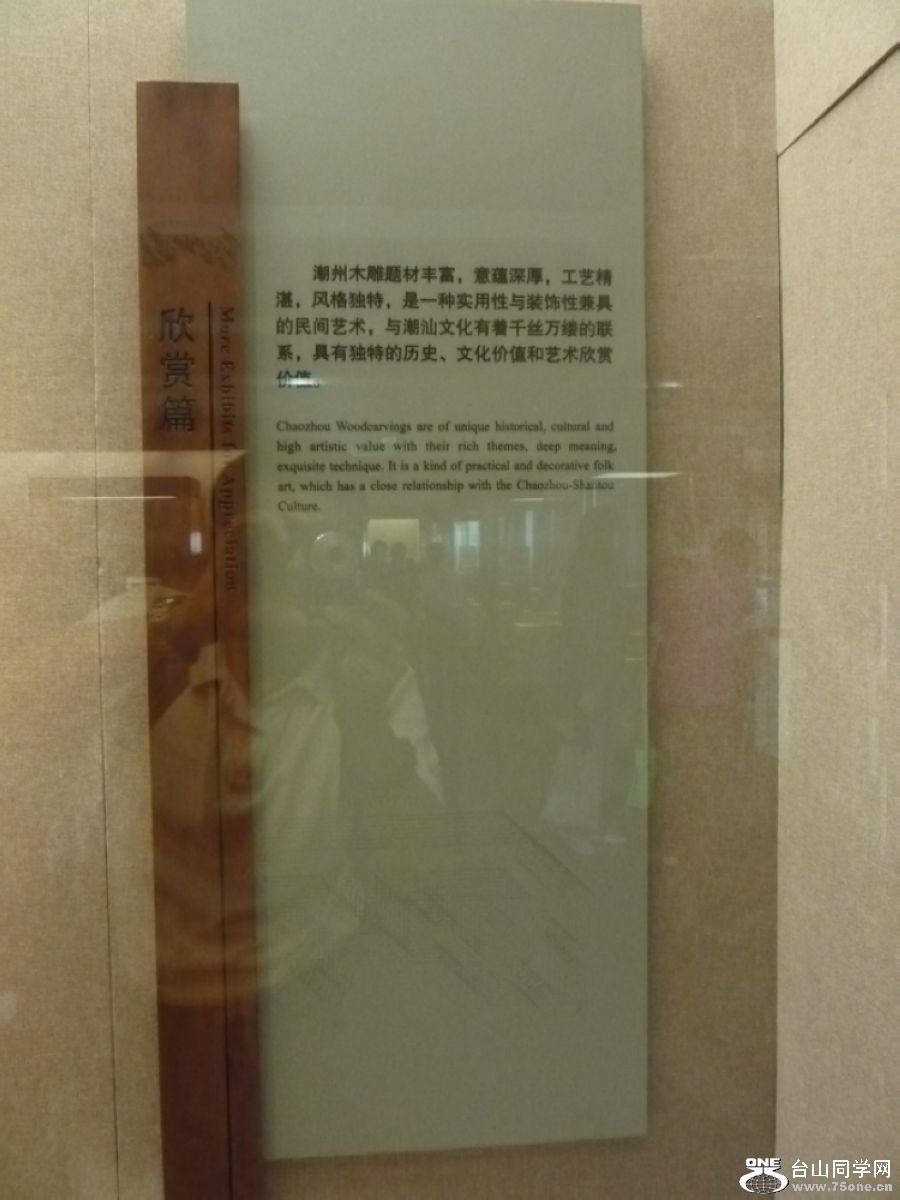 欣赏篇
More Exhibits for Appreciation
潮州木雕题材丰富，意蕴深厚，工艺精
湛，风格独特，是一种实用性与装饰性兼具
的民间艺术，与潮汕文化有着千丝万缕的联
系，具有独特的历史、文化价值和艺术欣赏
价值。
Chaozhou Woodcarvings are of unique historical, cultural and
high artistic value with their rich themes, deep meaning,
exquisite technique. It is a kind of practical and decorative folk
art, which has a close relationship with the Chaozhou-Shantou
Culture.
ONE 台山同学网
www.75one.cn